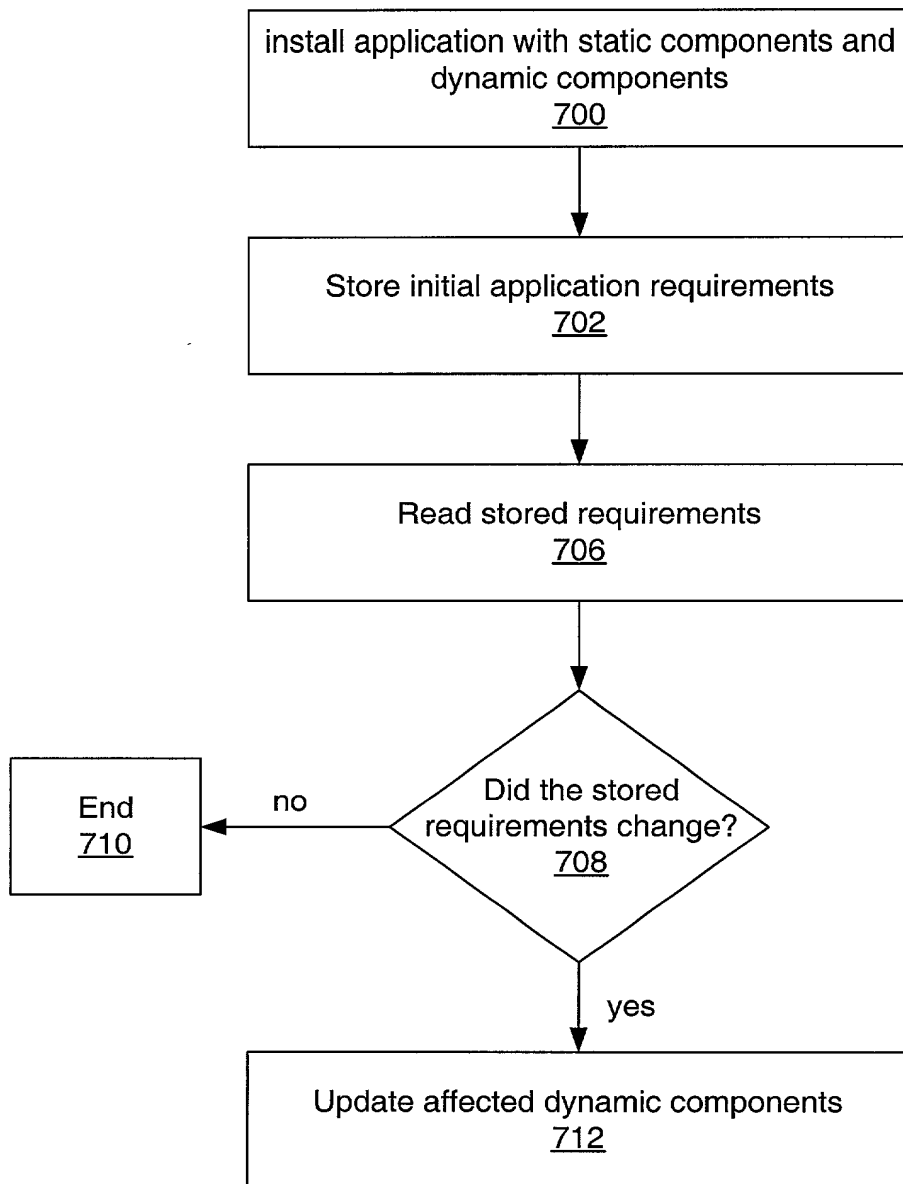 install application with static components and
dynamic components
700
Store initial application requirements
702
Read stored requirements
706
Did the stored
requirements change?
708
no
End
710
yes
Update affected dynamic components
712